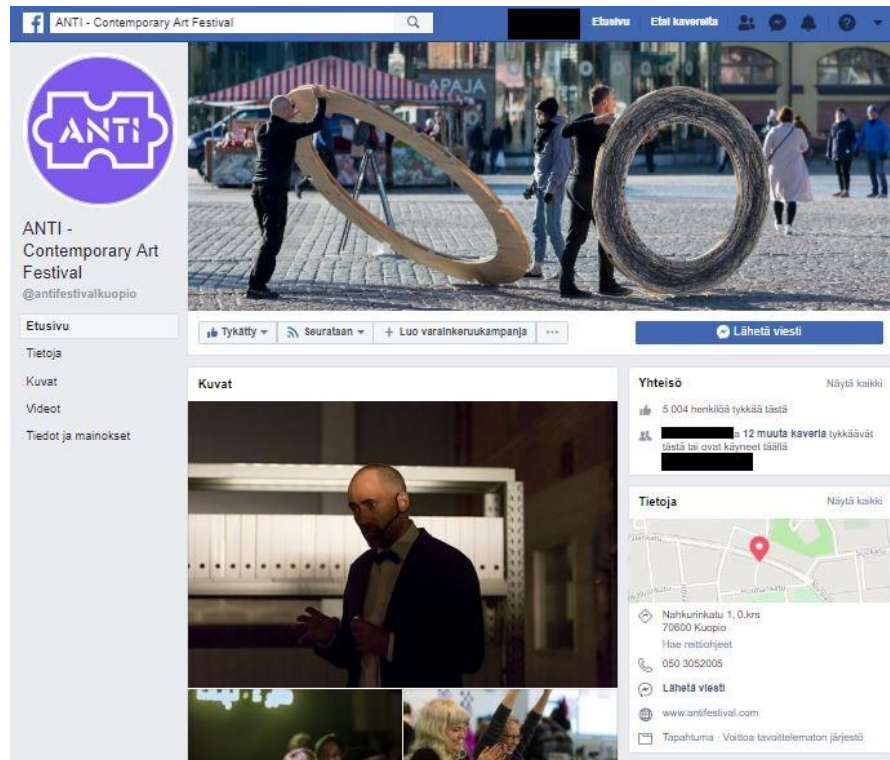 ANTI - Contemporary Art Festival
Etusivu
Etsi kavereita
APAJA
ANTI
ANTI -
Contemporary Art
Festival
@antifestivalkuopio
Etusivu
Tietoja
Kuvat
Videot
Tiedot ja mainokset
Tykätty
Seurataan
+ Luo varainkeruukampanja
...
Lähetä viesti
Kuvat
Yhteisö
Näytä kaikki
5 004 henkilöä tykkää tästä
a 12 muuta kaveria tykkäävät
tästä tai ovat käyneet täällä
Tietoja
Näytä kaikki
Nahkurinkatu 1, 0.krs
70600 Kuopio
Hae reittiohjeet
050 3052005
Lähetä viesti
www.antifestival.com
Tapahtuma · Voittoa tavoittelematon järjestö